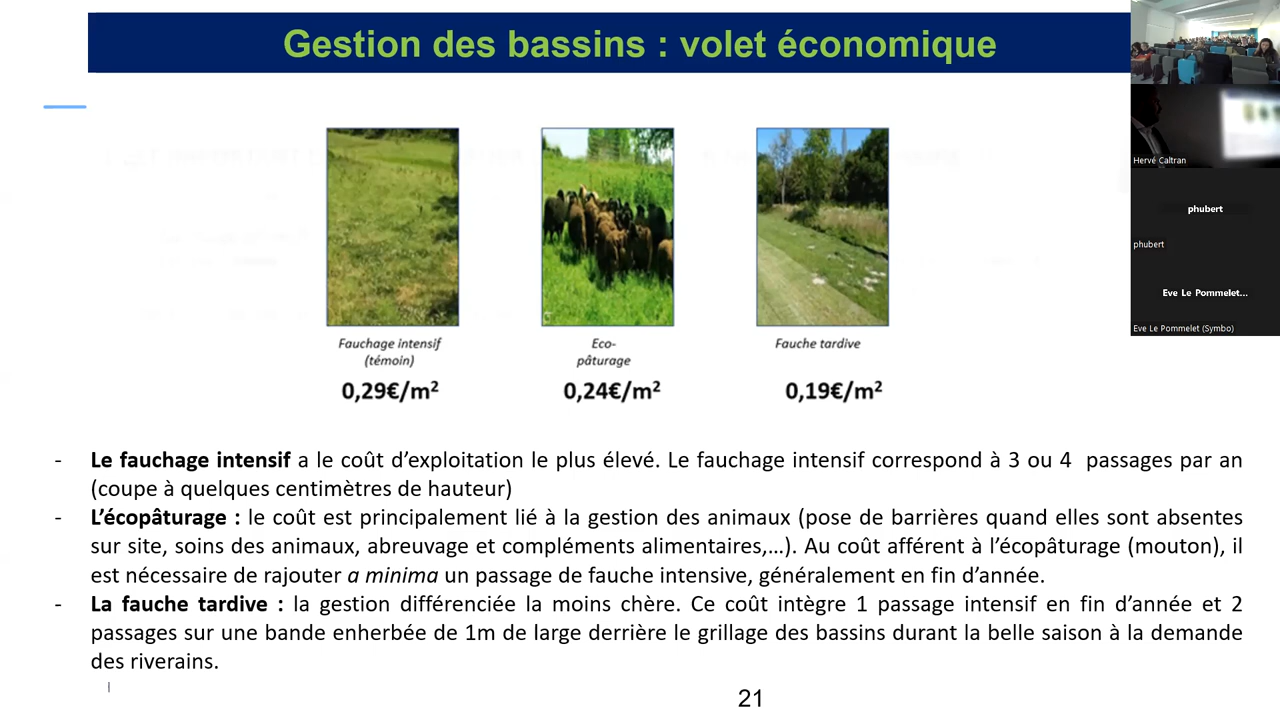 Gestion des bassins : volet économique
Hervé Caltran
phubert
phubert
Eve Le Pommelet...
Eve Le Pommelet (Symbo)
Fauchage intensif
(témoin)
0,29€/m²
Eco-
pâturage
0,24€/m²
Fauche tardive
0,19€/m²
- Le fauchage intensif a le coût d’exploitation le plus élevé. Le fauchage intensif correspond à 3 ou 4 passages par an
(coupe à quelques centimètres de hauteur)
- L’écopâturage : le coût est principalement lié à la gestion des animaux (pose de barrières quand elles sont absentes
sur site, soins des animaux, abreuvage et compléments alimentaires,…). Au coût afférent à l’écopâturage (mouton), il
est nécessaire de rajouter a minima un passage de fauche intensive, généralement en fin d’année.
- La fauche tardive : la gestion différenciée la moins chère. Ce coût intègre 1 passage intensif en fin d’année et 2
passages sur une bande enherbée de 1m de large derrière le grillage des bassins durant la belle saison à la demande
des riverains.
21